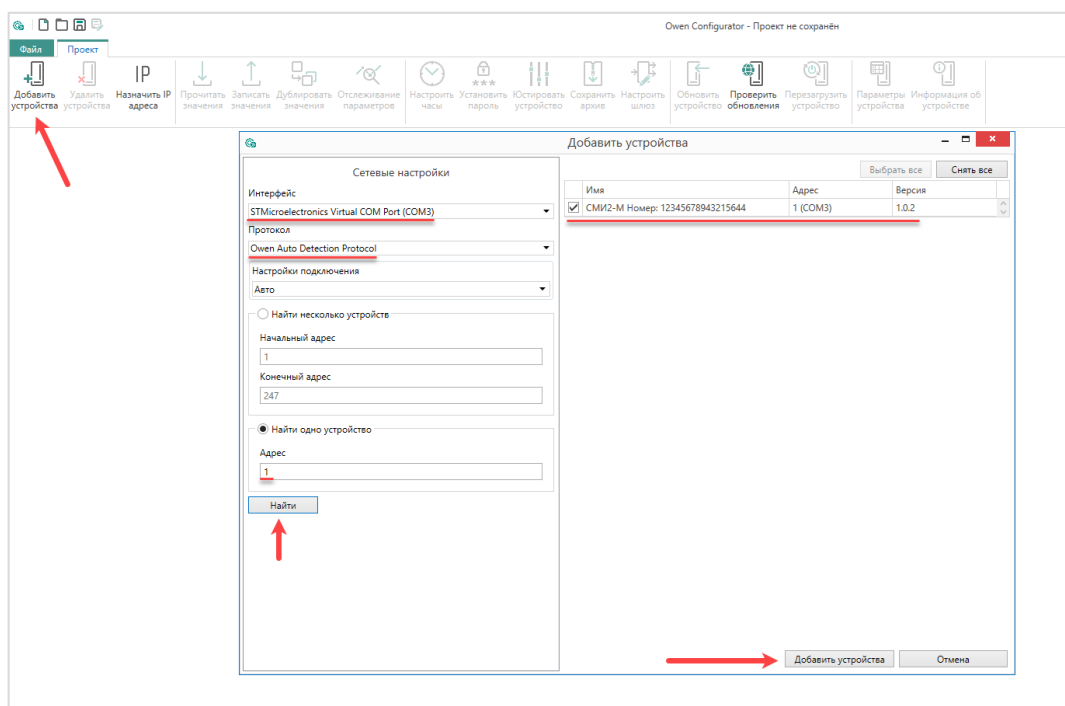 Owen Configurator - Проект не сохранён
Файл Проект
Добавить устройства
Удалить устройства
Назначить IP адреса
Прочитать значения
Записать значения
Дублировать значения
Отслеживание параметров
Настроить часы
Установить пароль
Юстировать устройство
Сохранить архив
Настроить шлюз
Обновить устройство
Проверить обновления
Перезагрузить устройство
Параметры устройства
Информация об устройстве
Добавить устройства
Сетевые настройки
Интерфейс
STMicroelectronics Virtual COM Port (COM3)
Протокол
Owen Auto Detection Protocol
Настройки подключения
Авто
Найти несколько устройств
Начальный адрес
1
Конечный адрес
247
Найти одно устройство
Адрес
1
Найти
Выбрать все Снять все
Имя Адрес Версия
СМИ2-М Номер: 12345678943215644 1 (COM3) 1.0.2
Добавить устройства Отмена